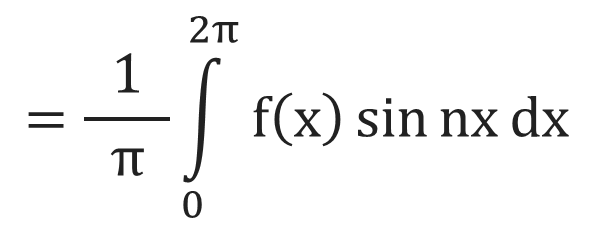 = 1/π ∫₀^2π f(x) sin nx dx